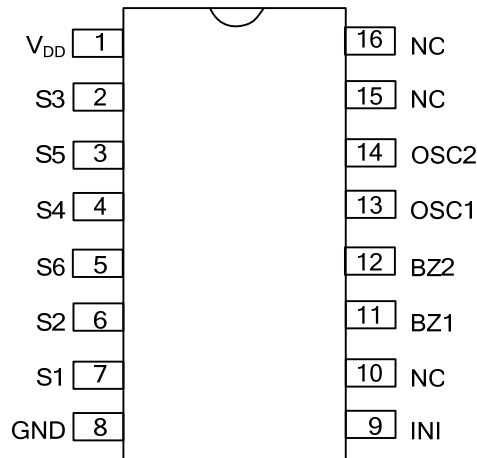 VDD 1 16 NC
S3 2 15 NC
S5 3 14 OSC2
S4 4 13 OSC1
S6 5 12 BZ2
S2 6 11 BZ1
S1 7 10 NC
GND 8 9 INI